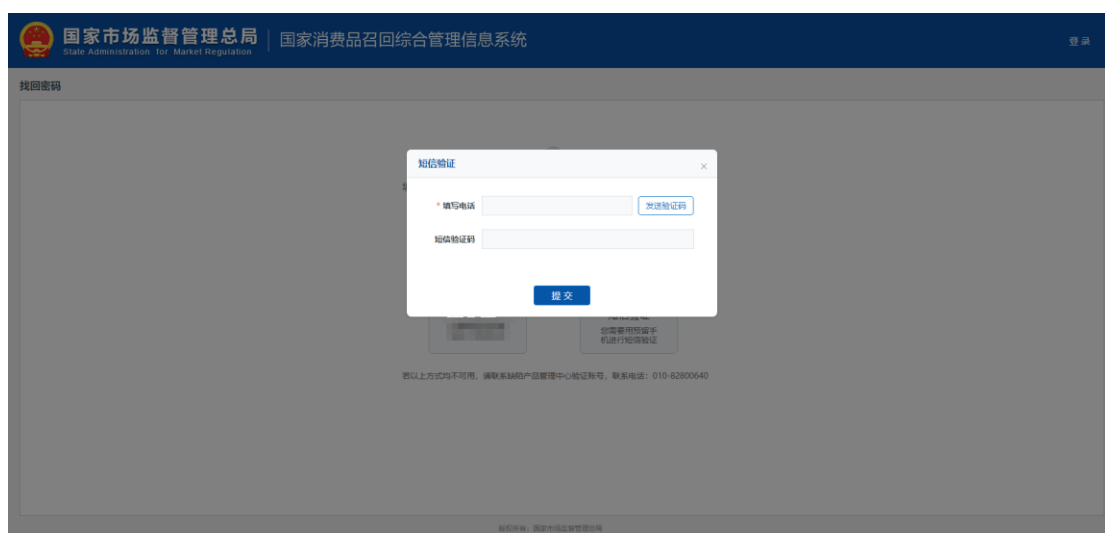 国家市场监督管理总局
国家消费品召回综合管理信息系统
State Administration for Market Regulation
登录
找回密码
短信验证
×
* 填写电话
发送验证码
短信验证码
提交
您需要用预留手
机进行短信验证
若以上方式均不可用，请联系缺陷产品管理中心验证账号，联系电话：010-82800640
版权所有：国家市场监督管理总局